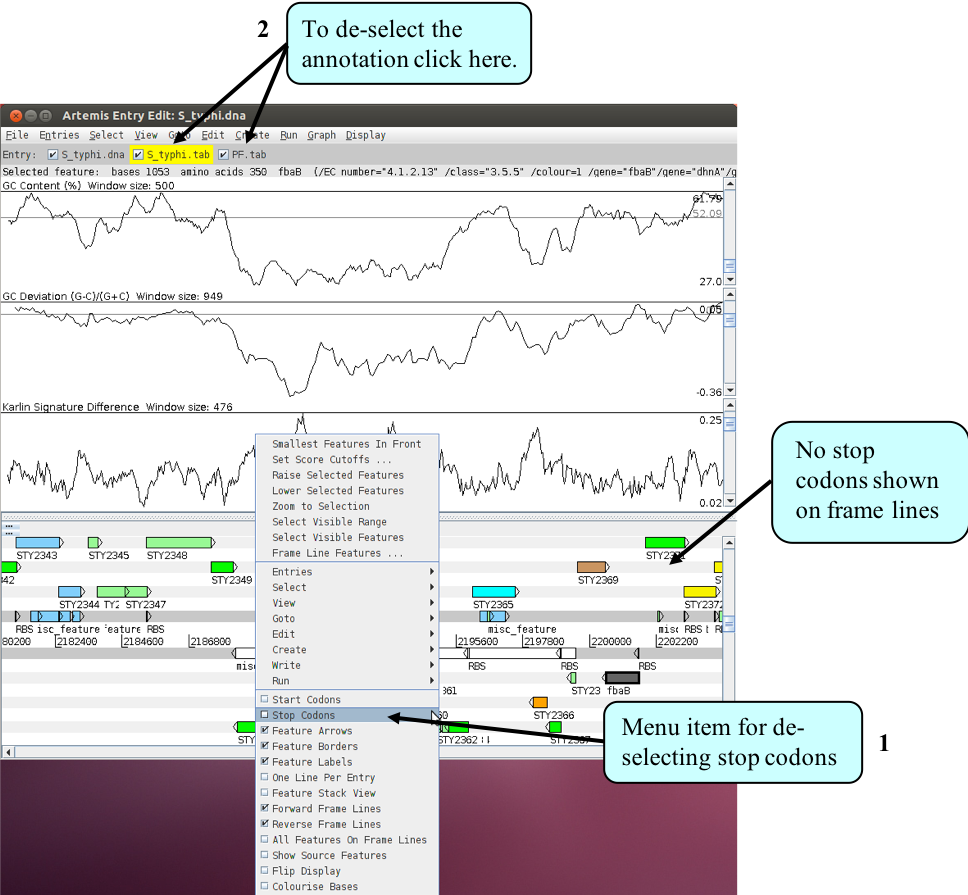 2
To de-select the
annotation click here.
Artemis Entry Edit: S_typhi.dna
File Entries Select View Goto Edit Create Run Graph Display
Entry: S_typhi.dna S_typhi.tab PF.tab
Selected feature: bases 1053 amino acids 350 fbaB (/EC number="4.1.2.13" /class="3.5.5" /colour=1 /gene="fbaB"/gene="dhnA"/g
GC Content (%) Window size: 500
61.79
52.09
27.0
GC Deviation (G-C)/(G+C) Window size: 949
0.05
-0.36
Karlin Signature Difference Window size: 476
0.25
0.02
No stop
codons shown
on frame lines
Smallest Features In Front
Set Score Cutoffs ...
Raise Selected Features
Lower Selected Features
Zoom to Selection
Select Visible Range
Select Visible Features
Frame Line Features ...
Entries
Select
View
Goto
Edit
Create
Write
Run
Start Codons
Stop Codons
Feature Arrows
Feature Borders
Feature Labels
One Line Per Entry
Feature Stack View
Forward Frame Lines
Reverse Frame Lines
All Features On Frame Lines
Show Source Features
Flip Display
Colourise Bases
STY2343 STY2345 STY2348
342 STY2349 STY2369
STY2344 STY2347 STY2365 STY2372
RBS isc_feature feature RBS misc_feature RBS
80200 2182400 2184600 2186800 2195600 2197800 2200000 2202200
RBS RBS RBS
361 STY23 fbaB
STY2366
STY2362
Menu item for de-
selecting stop codons
1